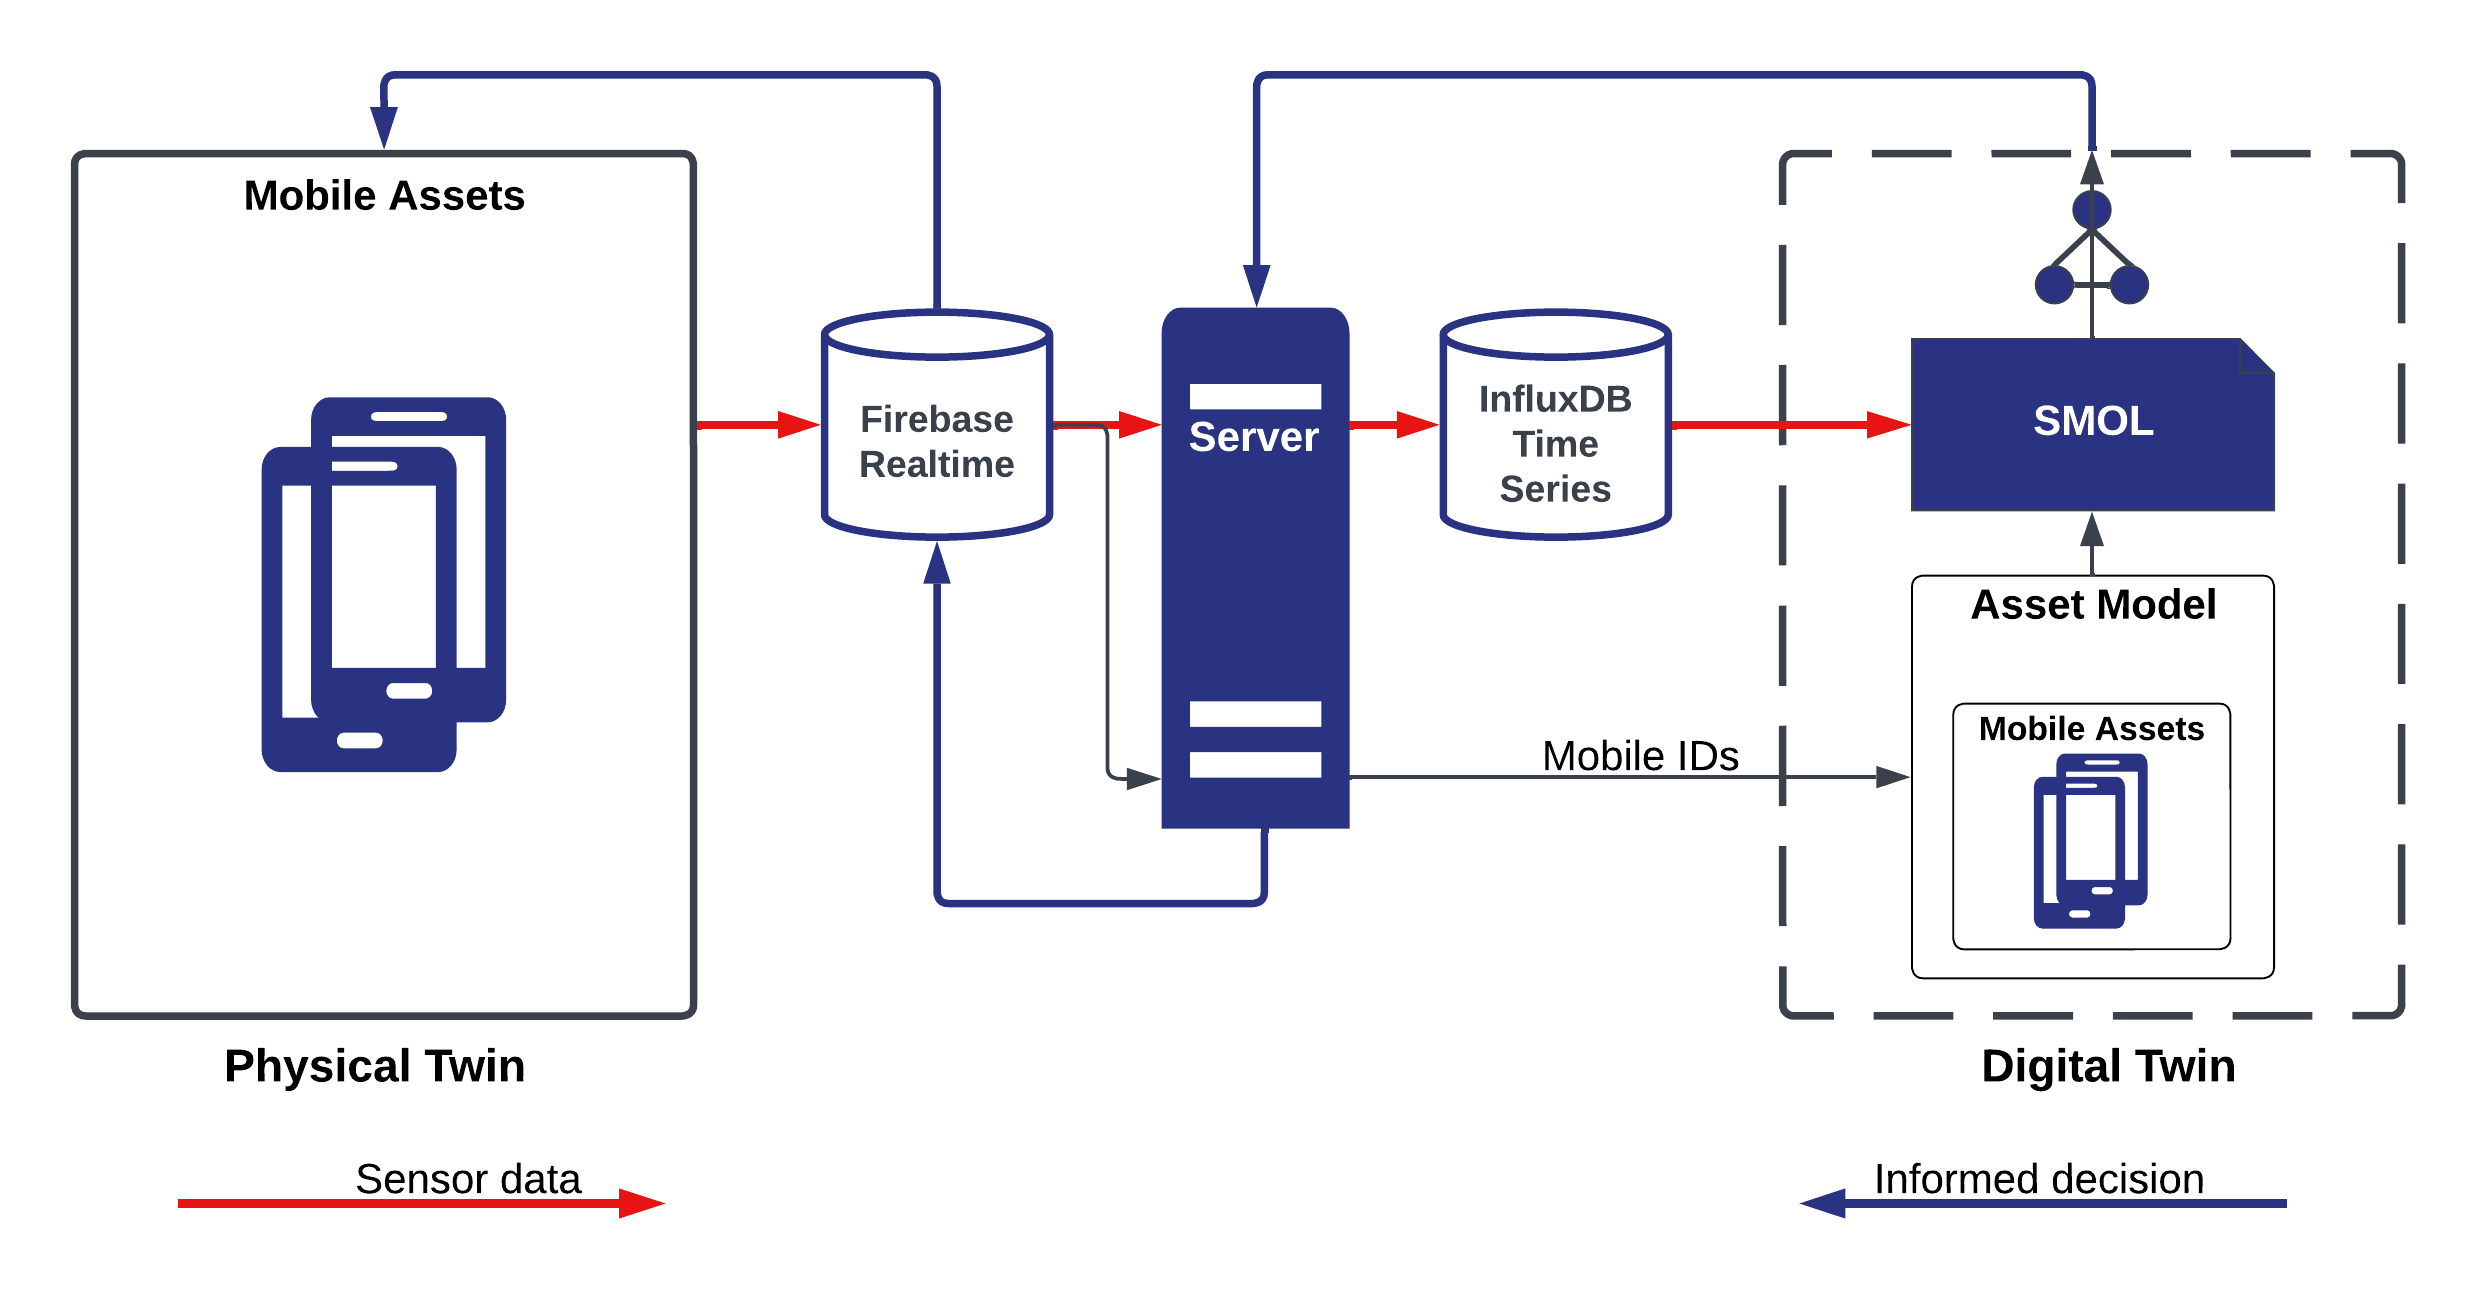 Mobile Assets
Firebase
Realtime
Server
InfluxDB
Time
Series
SMOL
Asset Model
Mobile Assets
Mobile IDs
Physical Twin
Digital Twin
Sensor data
Informed decision